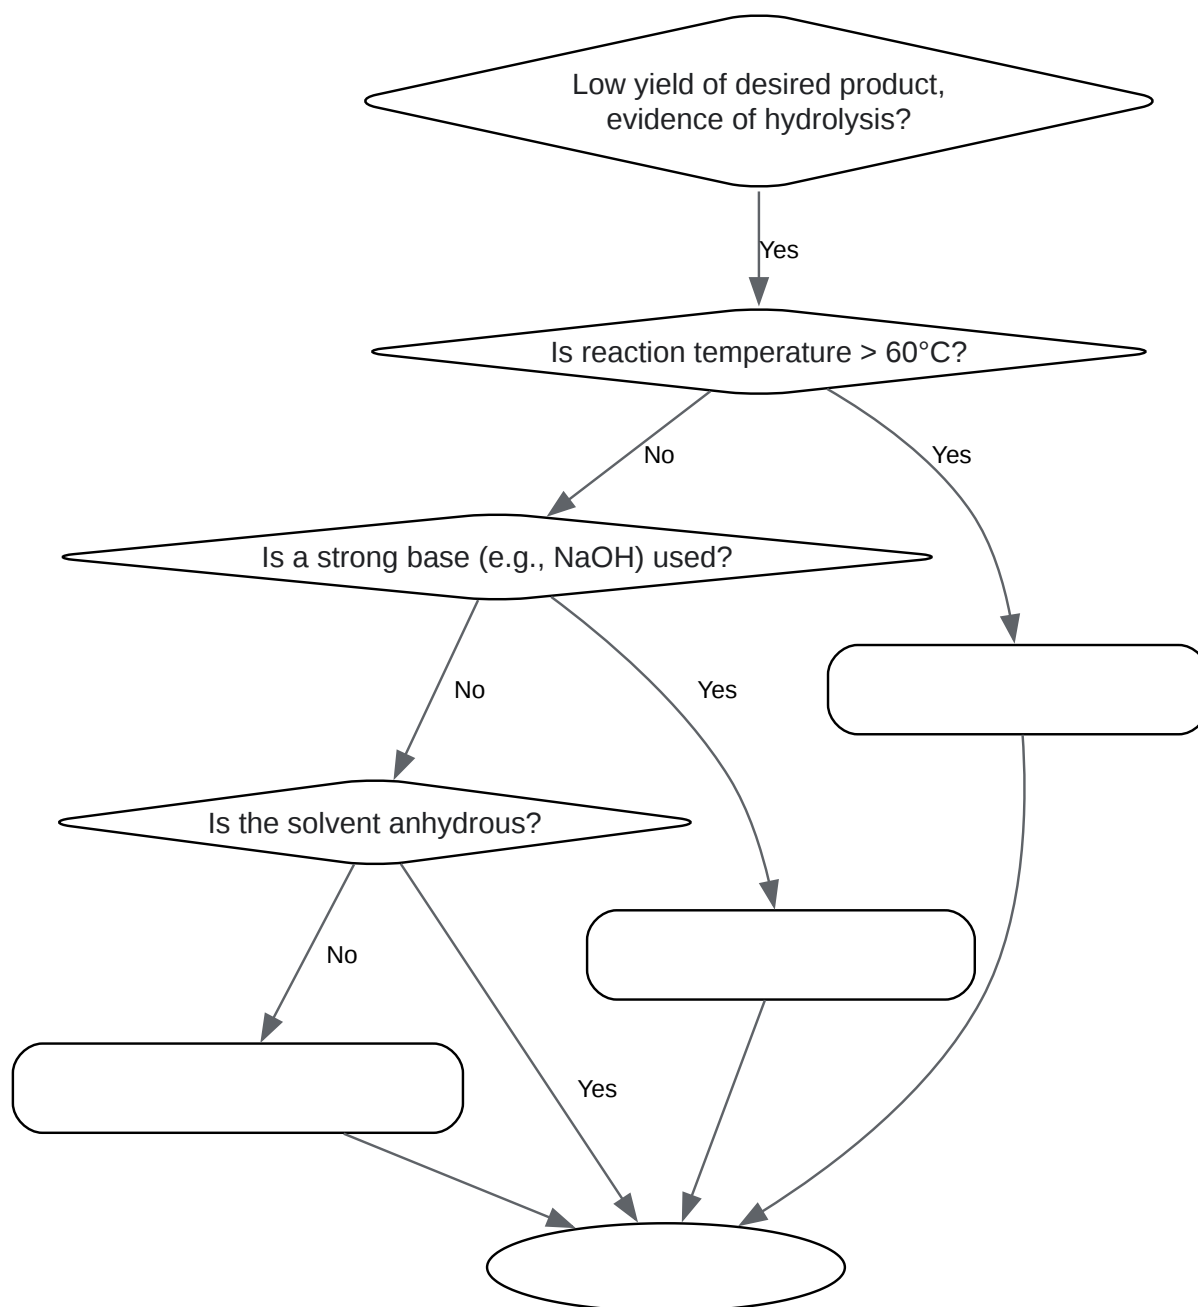 Low yield of desired product,
evidence of hydrolysis?
Yes
Is reaction temperature > 60°C?
No
Yes
Is a strong base (e.g., NaOH) used?
No
Yes
Is the solvent anhydrous?
No
Yes